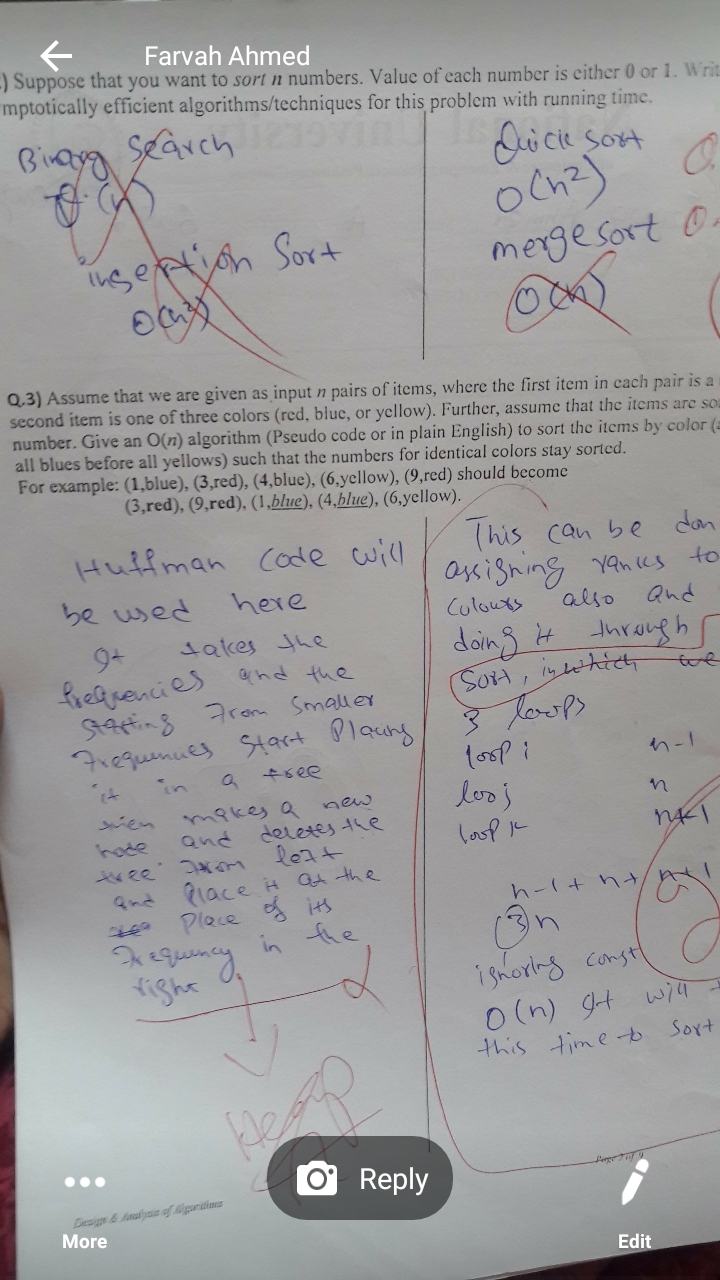 Farvah Ahmed
) Suppose that you want to sort n numbers. Value of each number is either 0 or 1. Writ
mptotically efficient algorithms/techniques for this problem with running time.
Binary Search
θ(n)
insertion Sort
O(n²)
Quick sort
O(n²)
merge sort
O(n)
Q.3) Assume that we are given as input n pairs of items, where the first item in each pair is a
second item is one of three colors (red, blue, or yellow). Further, assume that the items are so
number. Give an O(n) algorithm (Pseudo code or in plain English) to sort the items by color (a
all blues before all yellows) such that the numbers for identical colors stay sorted.
For example: (1,blue), (3,red), (4,blue), (6,yellow), (9,red) should become
(3,red), (9,red), (1,blue), (4,blue), (6,yellow).
Huffman Code will
be used here
It takes the
frequencies and the
starting From smaller
Frequenues Start Placing
it in a tree
makes a new
node and deletes the
tree From left
and Place it at the
Place of its
Frequency in the
right
Heap
This can be don
assigning ranks to
Colours also and
doing it through
Sort, in which we
3 loops
loop i n-1
looj n
loop k n+1
n-1 + n + n+1
3n
ignoring const
O(n) It will t
this time to sort
Page 7 of 9
Design & Analysis of Algorithms
Reply
More
Edit